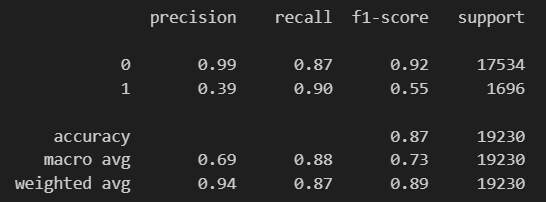 precision recall f1-score support
0 0.99 0.87 0.92 17534
1 0.39 0.90 0.55 1696
accuracy 0.87 19230
macro avg 0.69 0.88 0.73 19230
weighted avg 0.94 0.87 0.89 19230